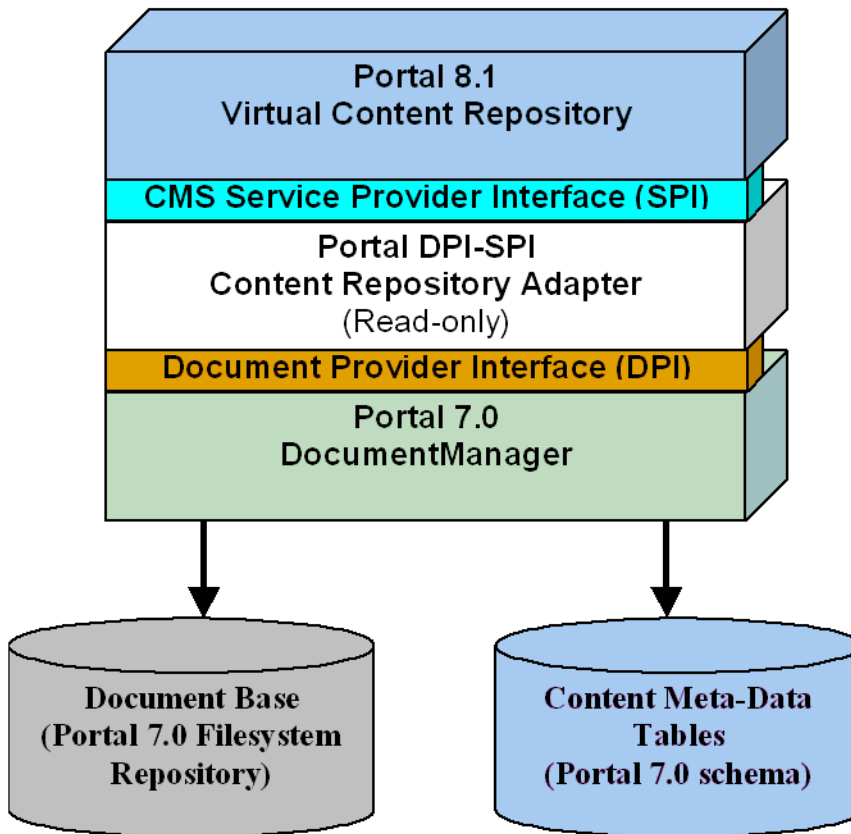 Portal 8.1
Virtual Content Repository
CMS Service Provider Interface (SPI)
Portal DPI-SPI
Content Repository Adapter
(Read-only)
Document Provider Interface (DPI)
Portal 7.0
DocumentManager
Document Base
(Portal 7.0 Filesystem
Repository)
Content Meta-Data
Tables
(Portal 7.0 schema)